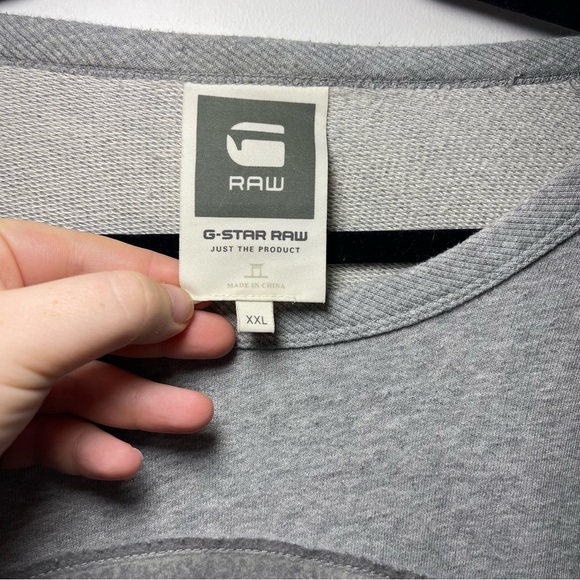 RAW
G-STAR RAW
JUST THE PRODUCT
MADE IN CHINA
XXL